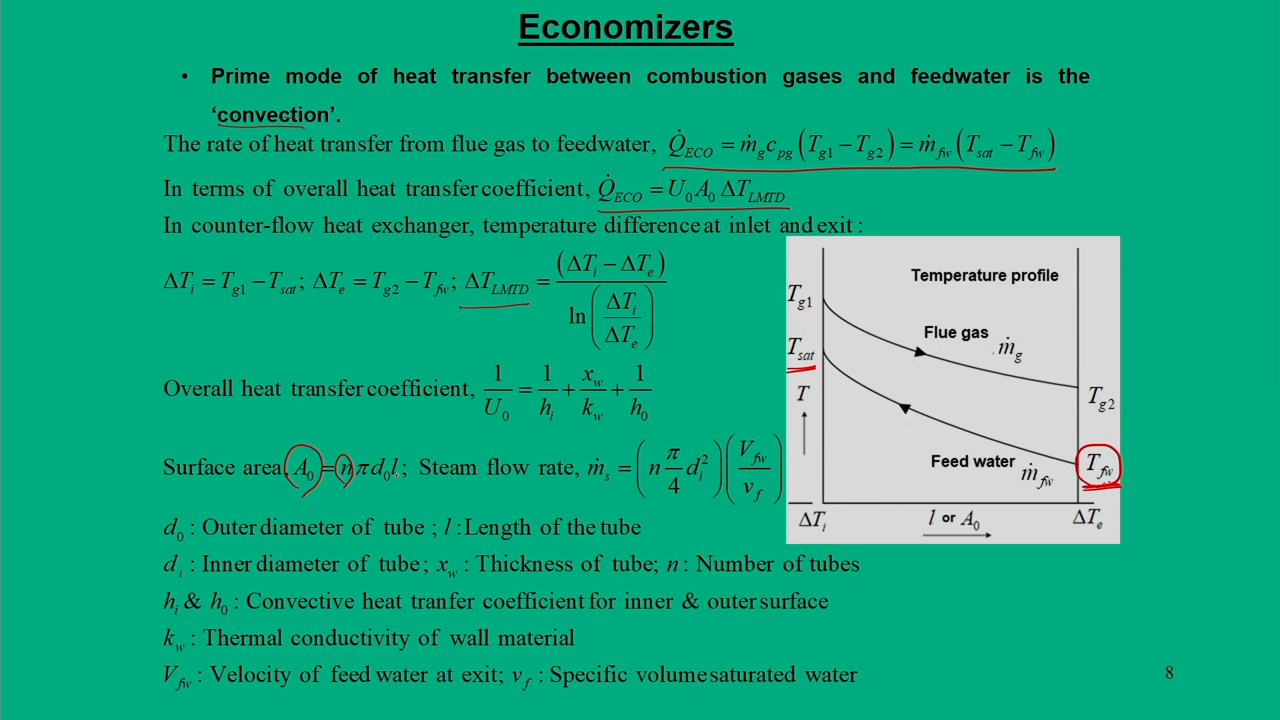 Economizers
• Prime mode of heat transfer between combustion gases and feedwater is the
‘convection’.
The rate of heat transfer from flue gas to feedwater, Q̇_ECO = ṁ_g c_pg (T_g1 − T_g2) = ṁ_fw (T_sat − T_fw)
In terms of overall heat transfer coefficient, Q̇_ECO = U_0 A_0 ΔT_LMTD
In counter-flow heat exchanger, temperature difference at inlet and exit :
ΔT_i = T_g1 − T_sat; ΔT_e = T_g2 − T_fw; ΔT_LMTD = (ΔT_i − ΔT_e) / ln(ΔT_i / ΔT_e)
Overall heat transfer coefficient, 1/U_0 = 1/h_i + x_w/k_w + 1/h_0
Surface area, A_0 = nπd_0l; Steam flow rate, ṁ_s = (n π/4 d_i²)(V_fw / v_f)
d_0 : Outer diameter of tube ; l :Length of the tube
d_i : Inner diameter of tube; x_w : Thickness of tube; n : Number of tubes
h_i & h_0 : Convective heat tranfer coefficient for inner & outer surface
k_w : Thermal conductivity of wall material
V_fw : Velocity of feed water at exit; v_f : Specific volume saturated water
Temperature profile
T_g1
Flue gas ṁ_g
T_sat
T
T_g2
Feed water ṁ_fw
T_fw
ΔT_i
l or A_0
ΔT_e
8